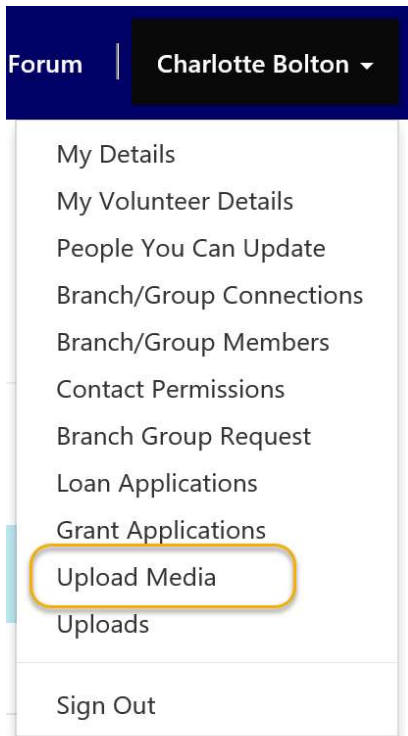 Forum | Charlotte Bolton
My Details
My Volunteer Details
People You Can Update
Branch/Group Connections
Branch/Group Members
Contact Permissions
Branch Group Request
Loan Applications
Grant Applications
Upload Media
Uploads
Sign Out